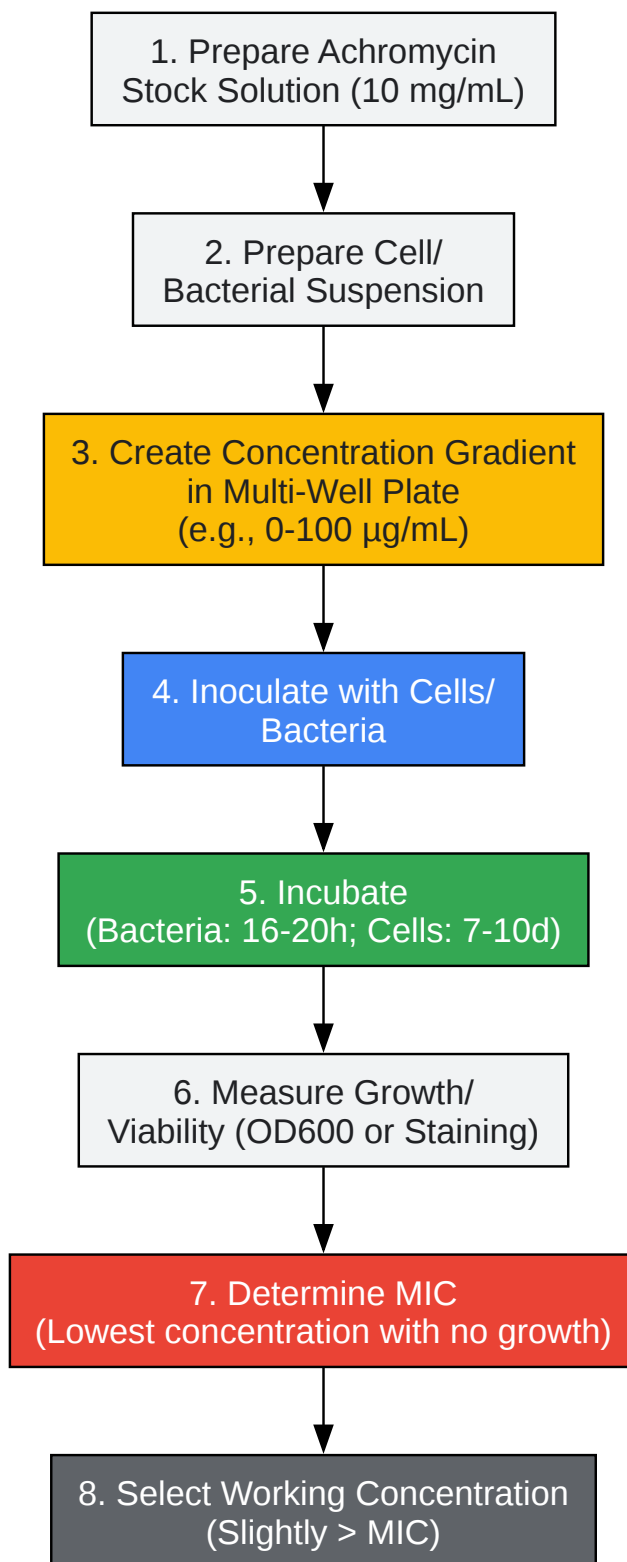 1. Prepare Achromycin
Stock Solution (10 mg/mL)
2. Prepare Cell/
Bacterial Suspension
3. Create Concentration Gradient
in Multi-Well Plate
(e.g., 0-100 µg/mL)
4. Inoculate with Cells/
Bacteria
5. Incubate
(Bacteria: 16-20h; Cells: 7-10d)
6. Measure Growth/
Viability (OD600 or Staining)
7. Determine MIC
(Lowest concentration with no growth)
8. Select Working Concentration
(Slightly > MIC)